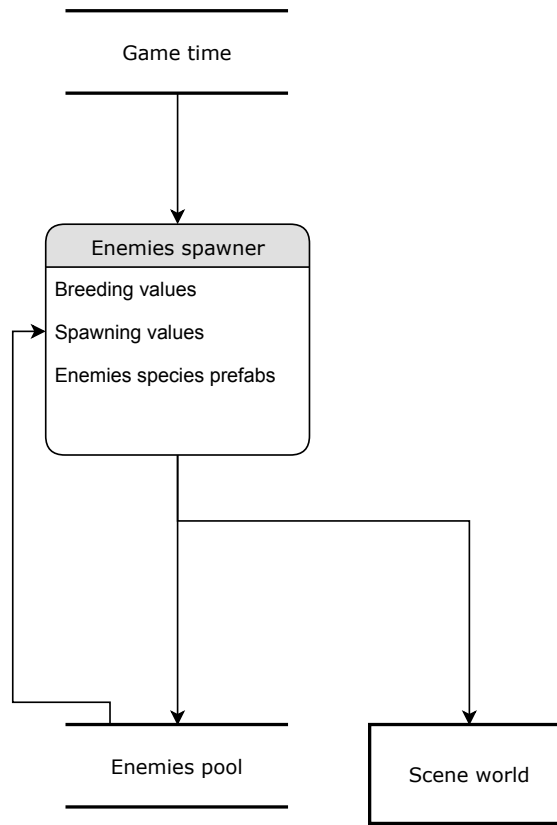 Game time
Enemies spawner
Breeding values
Spawning values
Enemies species prefabs
Enemies pool
Scene world